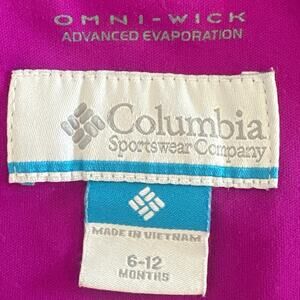 OMNI-WICK
ADVANCED EVAPORATION
Columbia
Sportswear Company
MADE IN VIETNAM
6-12
MONTHS